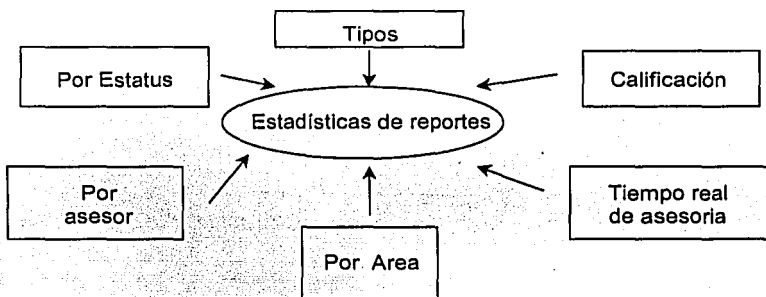 Tipos
Por Estatus
Calificación
Estadísticas de reportes
Por
asesor
Tiempo real
de asesoria
Por Area